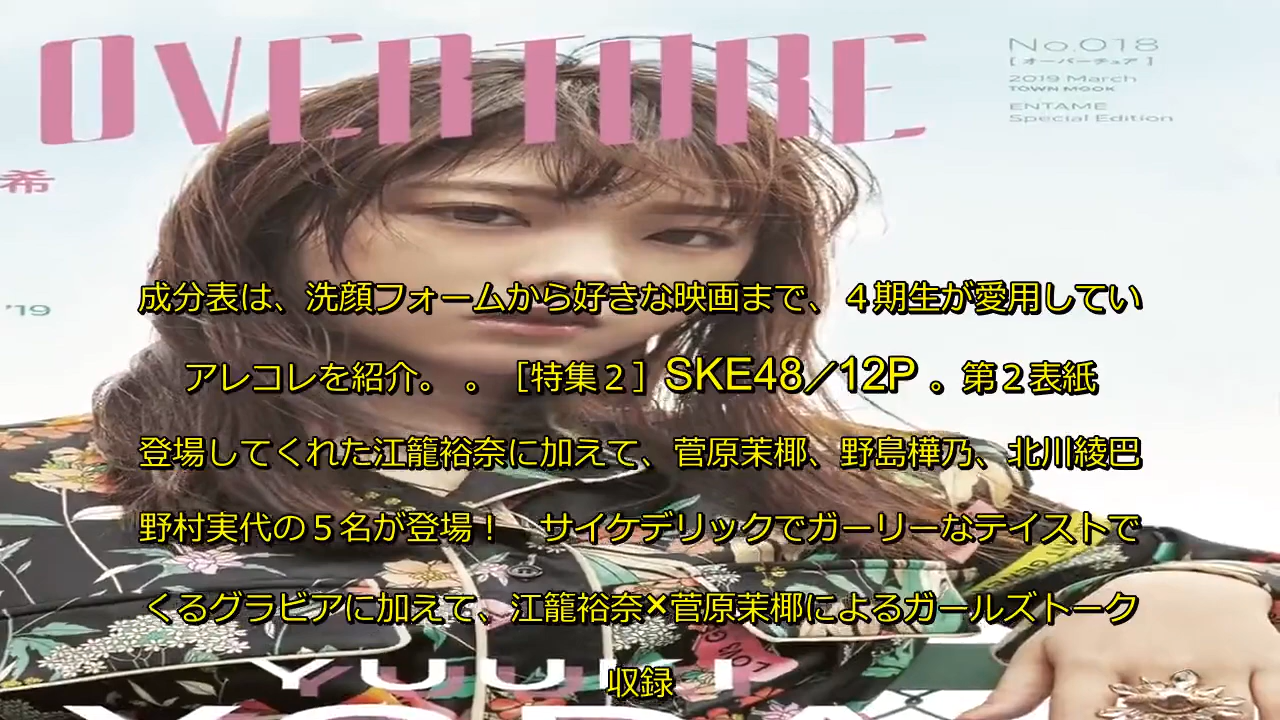 OVERTURE
No.018
[ オーバーチュア ]
2019 March
TOWN MOOK
ENTAME
Special Edition
希
'19
成分表は、洗顔フォームから好きな映画まで、４期生が愛用してい
アレコレを紹介。 。［特集２］SKE48／12P 。第２表紙
登場してくれた江籠裕奈に加えて、菅原茉椰、野島樺乃、北川綾巴
野村実代の５名が登場！　サイケデリックでガーリーなテイストで
くるグラビアに加えて、江籠裕奈×菅原茉椰によるガールズトーク
収録
YUUKI
YODA